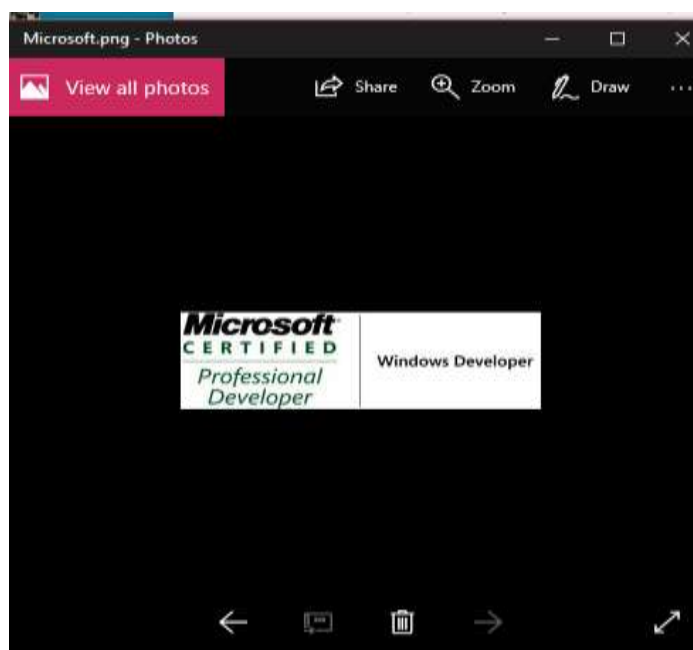 Microsoft.png - Photos
View all photos
Share
Zoom
Draw
Microsoft
CERTIFIED
Professional
Developer
Windows Developer